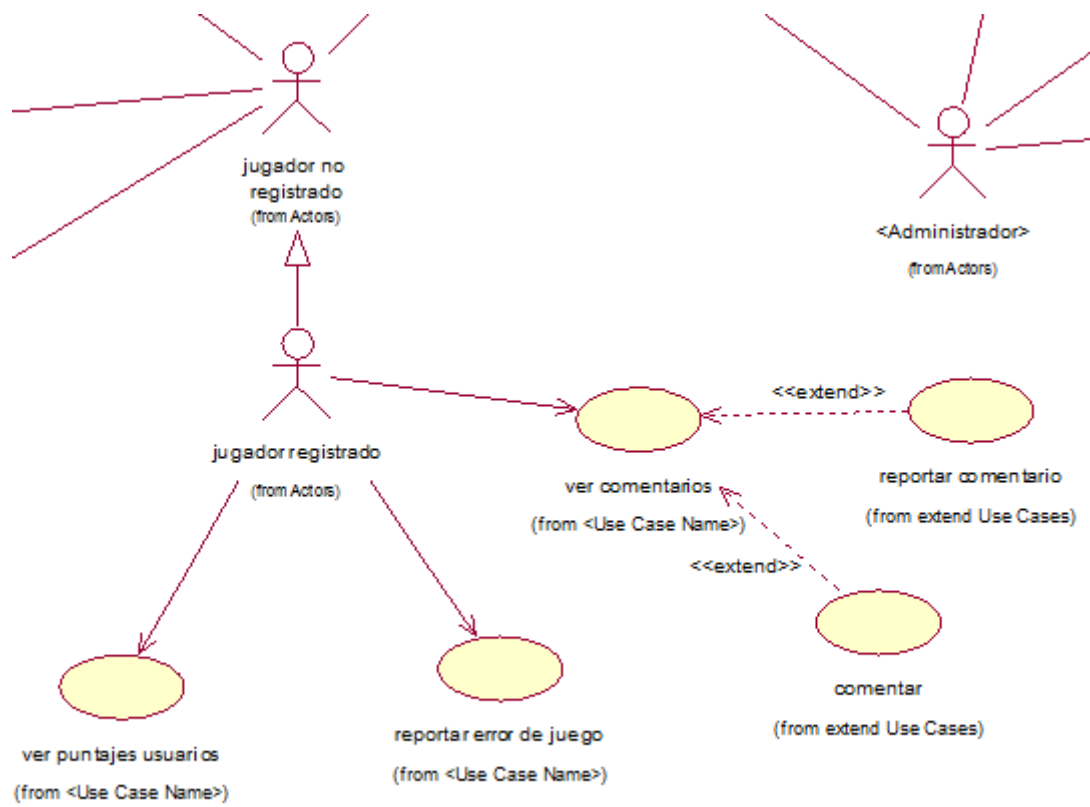 jugador no
registrado
(from Actors)
<Administrador>
(from Actors)
jugador registrado
(from Actors)
<<extend>>
ver comentarios
(from <Use Case Name>)
reportar comentario
(from extend Use Cases)
<<extend>>
comentar
(from extend Use Cases)
ver puntajes usuarios
(from <Use Case Name>)
reportar error de juego
(from <Use Case Name>)